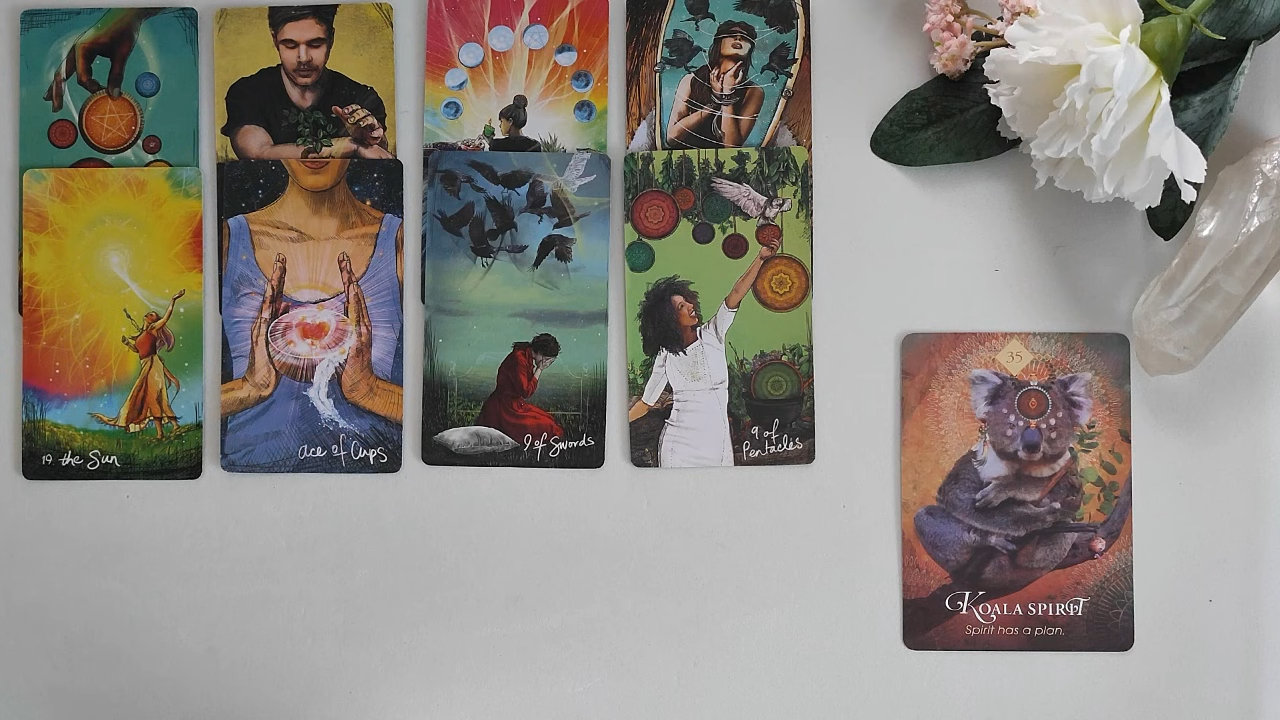 19 the Sun
ace of Cups
9 of Swords
9 of
Pentacles
35
KOALA SPIRIT
Spirit has a plan.